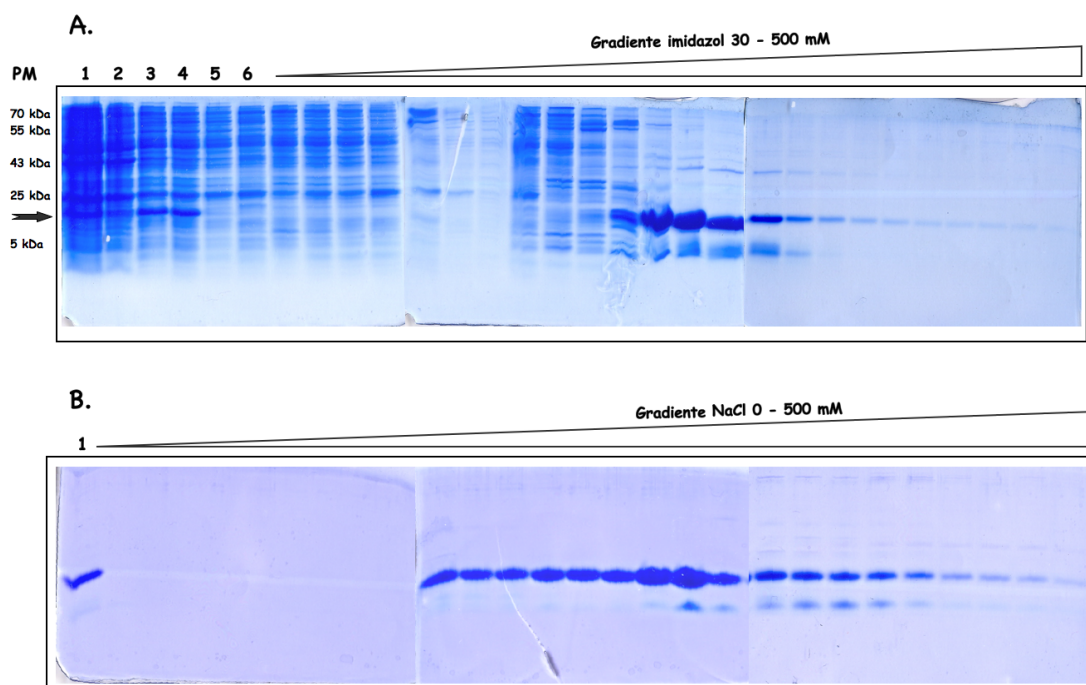 A.
Gradiente imidazol 30 - 500 mM
PM 1 2 3 4 5 6
70 kDa
55 kDa
43 kDa
25 kDa
5 kDa
B.
Gradiente NaCl 0 - 500 mM
1